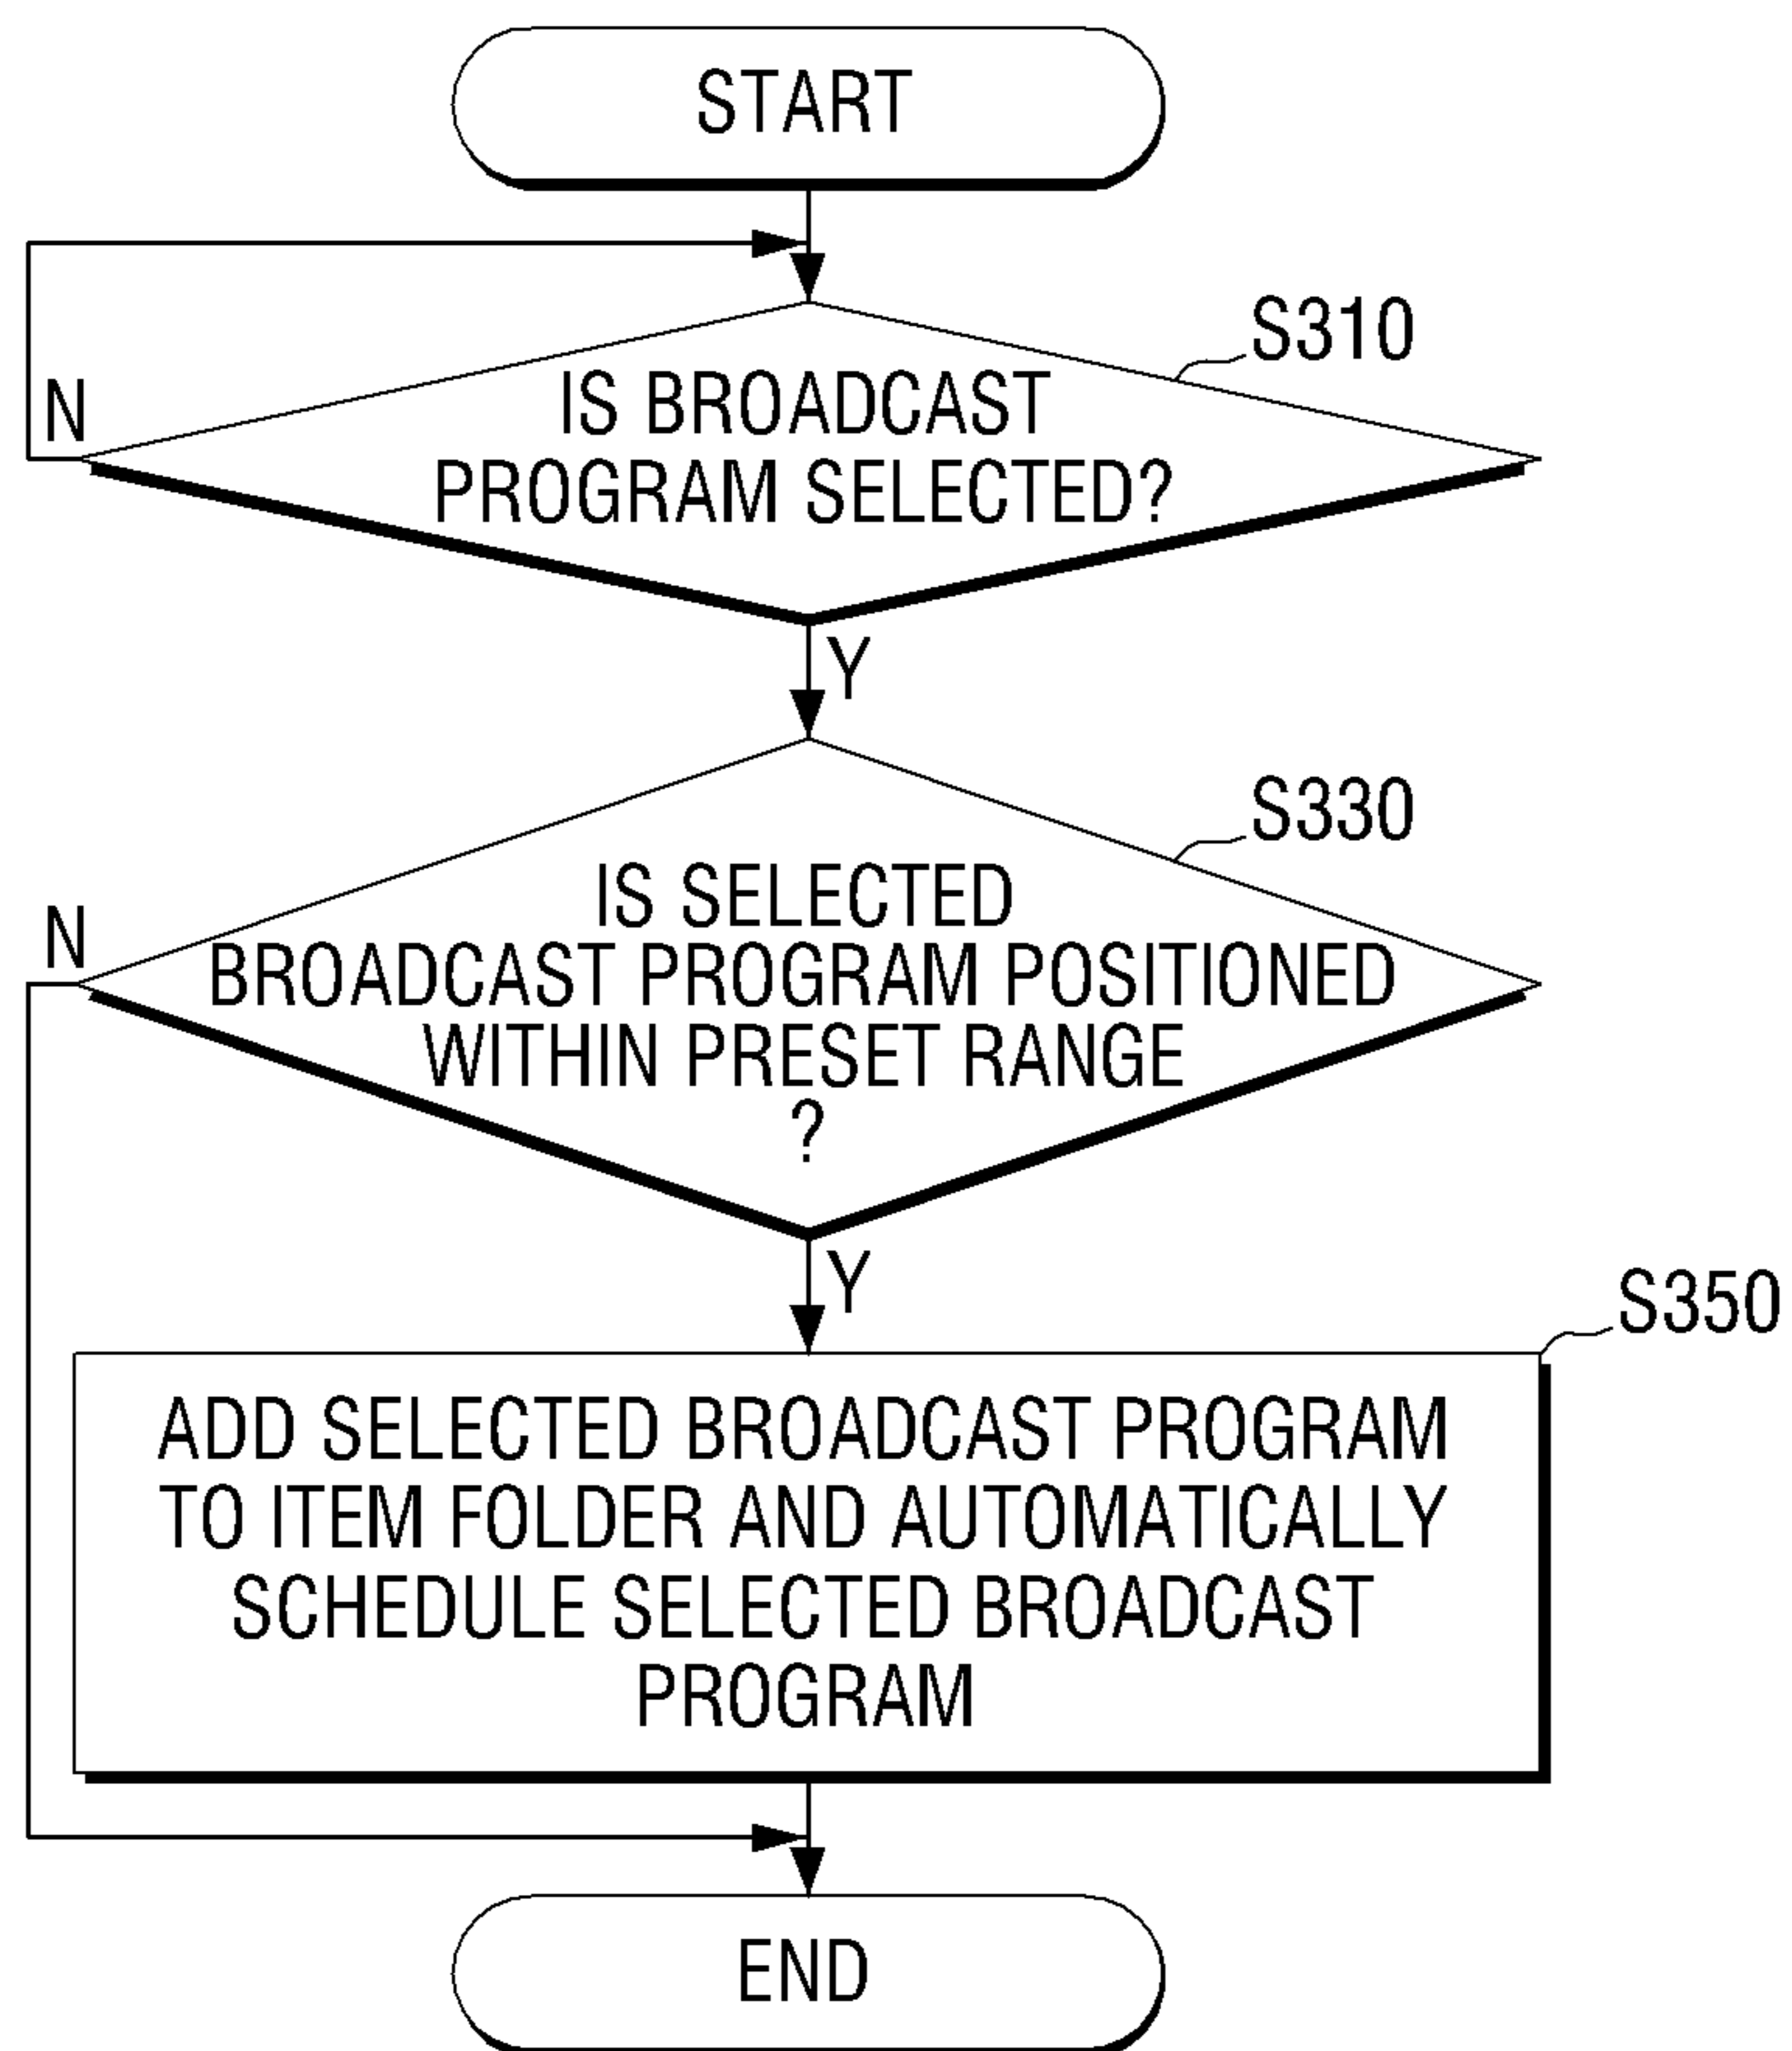 START
S310
N
IS BROADCAST
PROGRAM SELECTED?
Y
S330
N
IS SELECTED
BROADCAST PROGRAM POSITIONED
WITHIN PRESET RANGE
?
Y
S350
ADD SELECTED BROADCAST PROGRAM
TO ITEM FOLDER AND AUTOMATICALLY
SCHEDULE SELECTED BROADCAST
PROGRAM
END